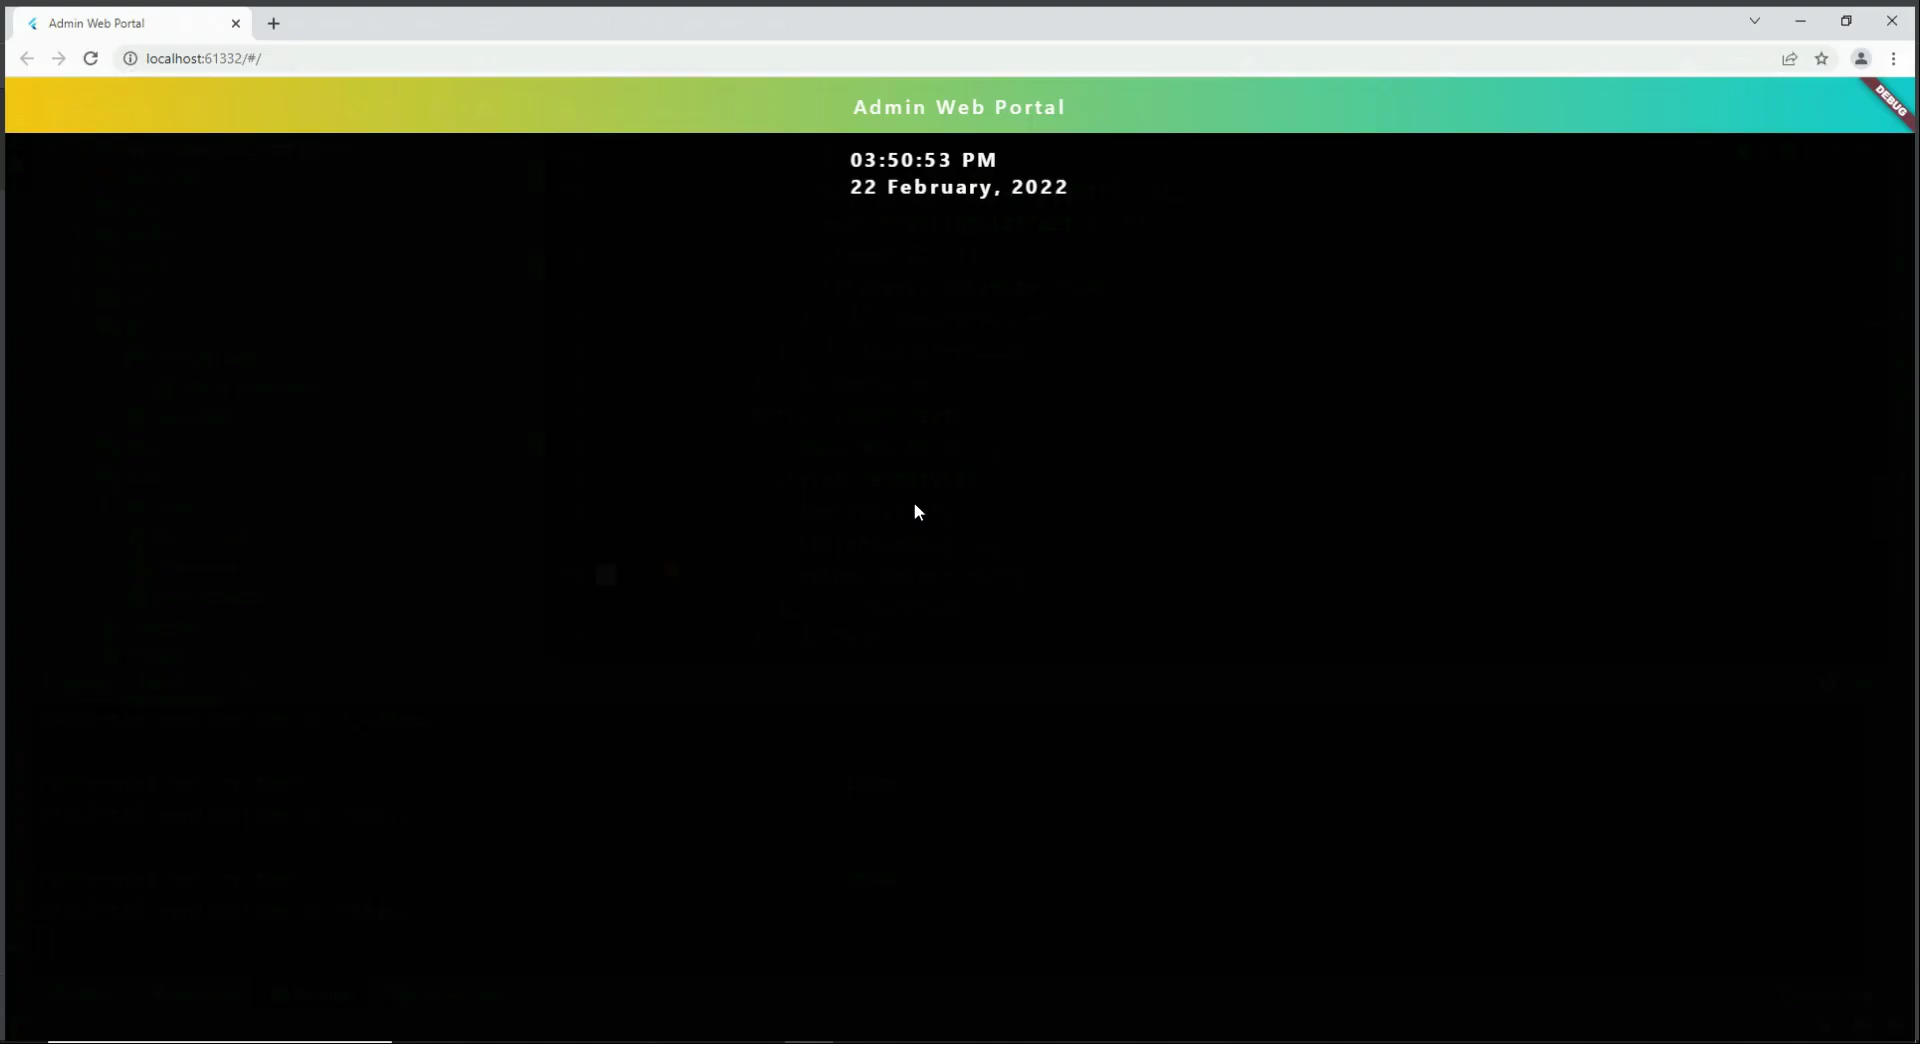 Admin Web Portal
localhost:61332/#/
Admin Web Portal
DEBUG
03:50:53 PM
22 February, 2022